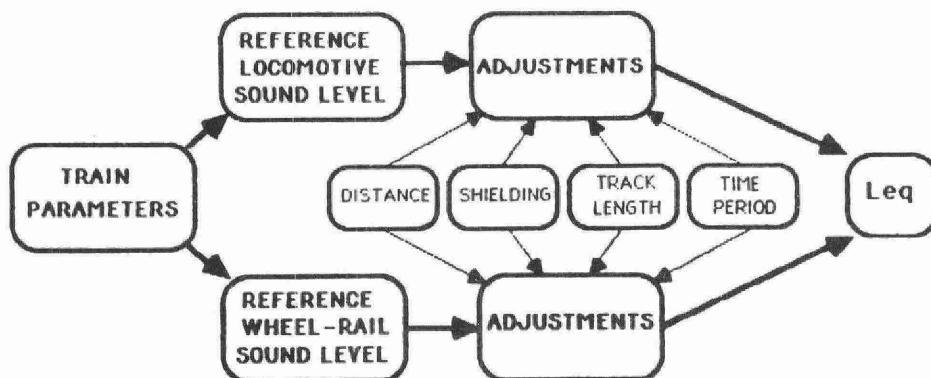 REFERENCE
LOCOMOTIVE
SOUND LEVEL
ADJUSTMENTS
TRAIN
PARAMETERS
DISTANCE
SHIELDING
TRACK
LENGTH
TIME
PERIOD
Leq
REFERENCE
WHEEL-RAIL
SOUND LEVEL
ADJUSTMENTS